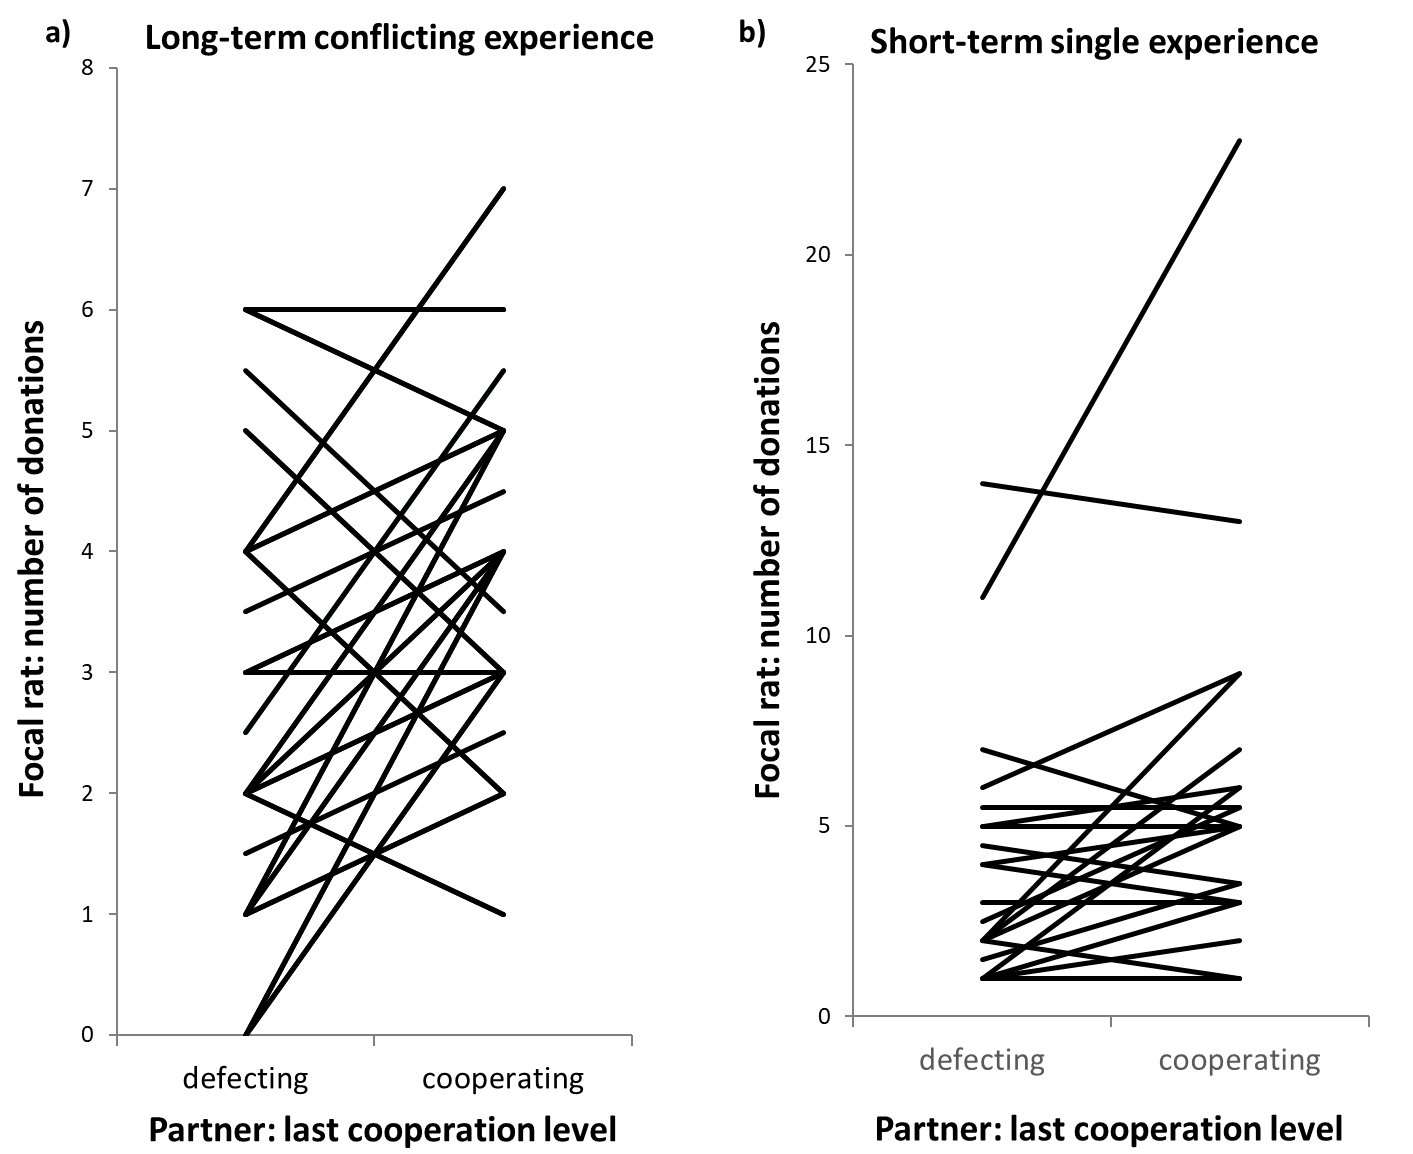 a)
Long-term conflicting experience
8
7
6
5
4
3
2
1
0
Focal rat: number of donations
defecting
cooperating
Partner: last cooperation level
b)
Short-term single experience
25
20
15
10
5
0
Focal rat: number of donations
defecting
cooperating
Partner: last cooperation level